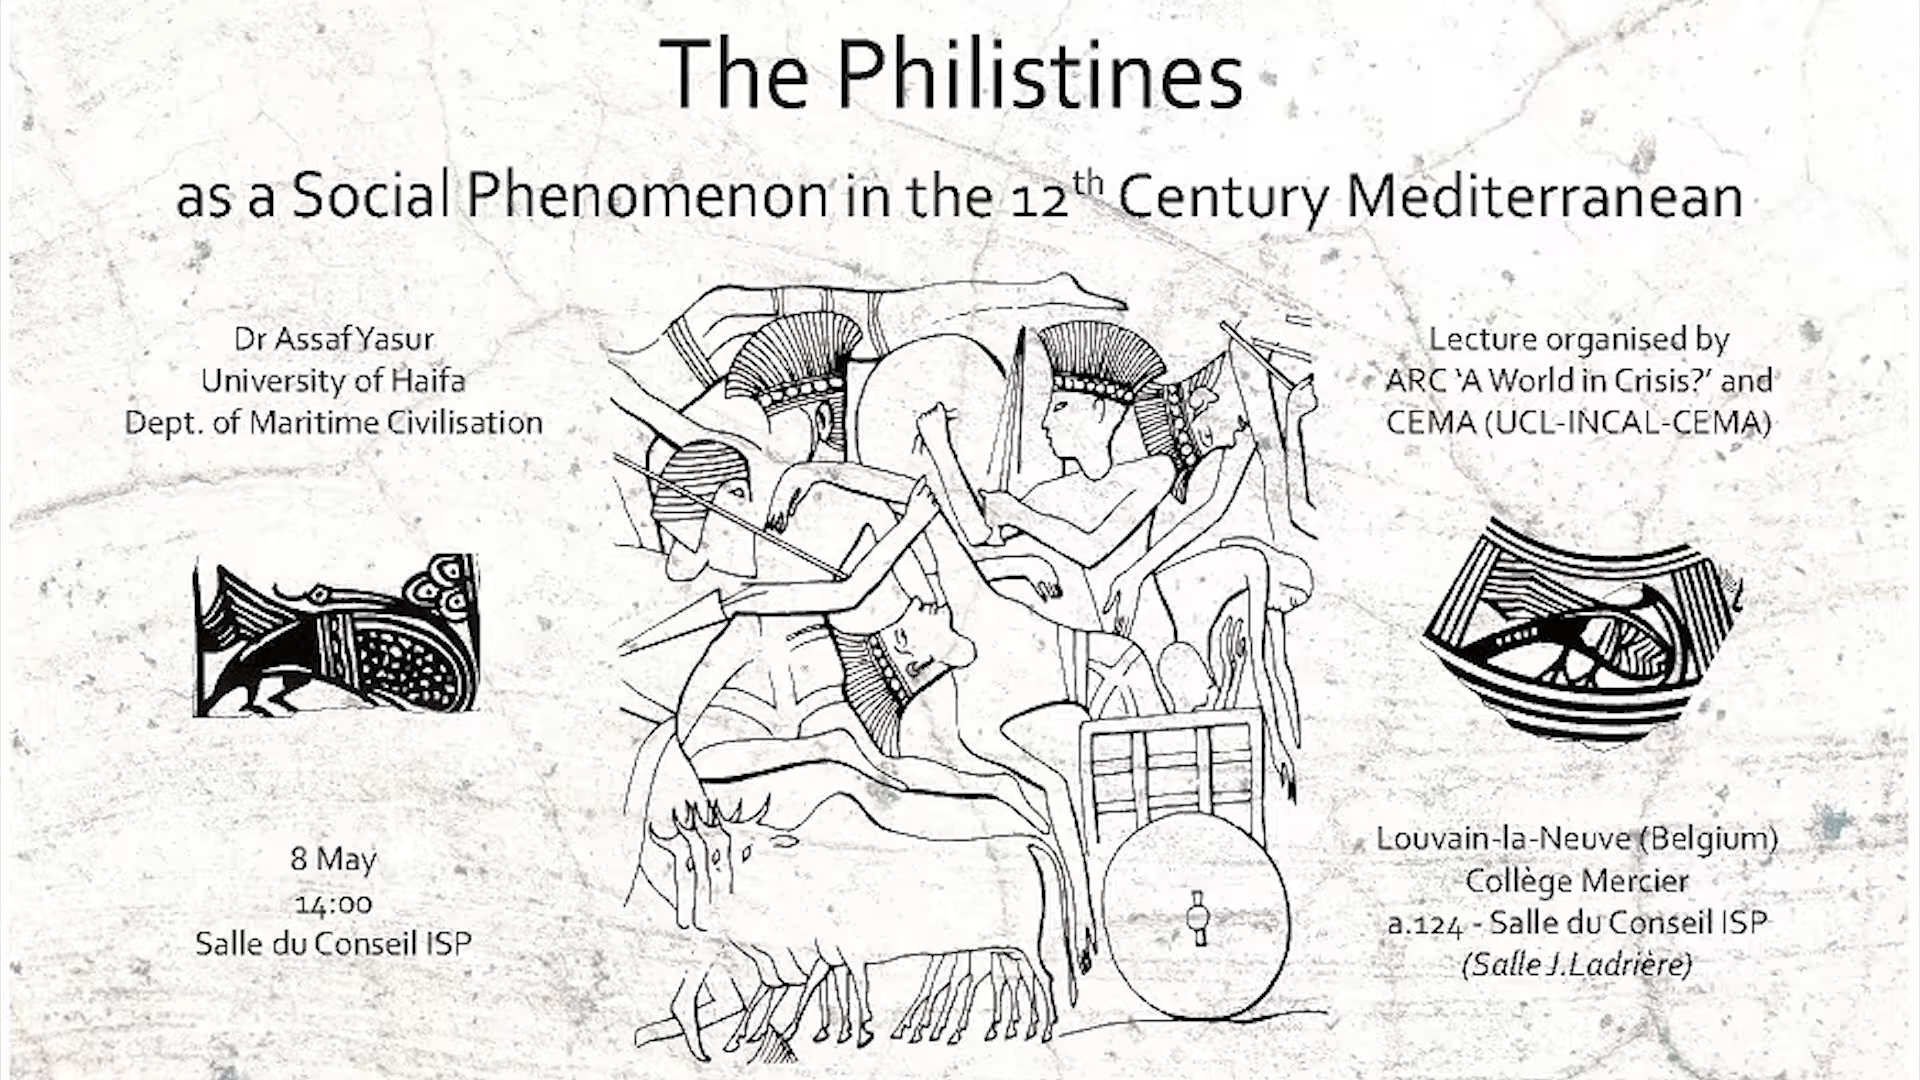 The Philistines
as a Social Phenomenon in the 12th Century Mediterranean
Dr Assaf Yasur
University of Haifa
Dept. of Maritime Civilisation
Lecture organised by
ARC ‘A World in Crisis?’ and
CEMA (UCL-INCAL-CEMA)
8 May
14:00
Salle du Conseil ISP
Louvain-la-Neuve (Belgium)
Collège Mercier
a.124 - Salle du Conseil ISP
(Salle J.Ladrière)